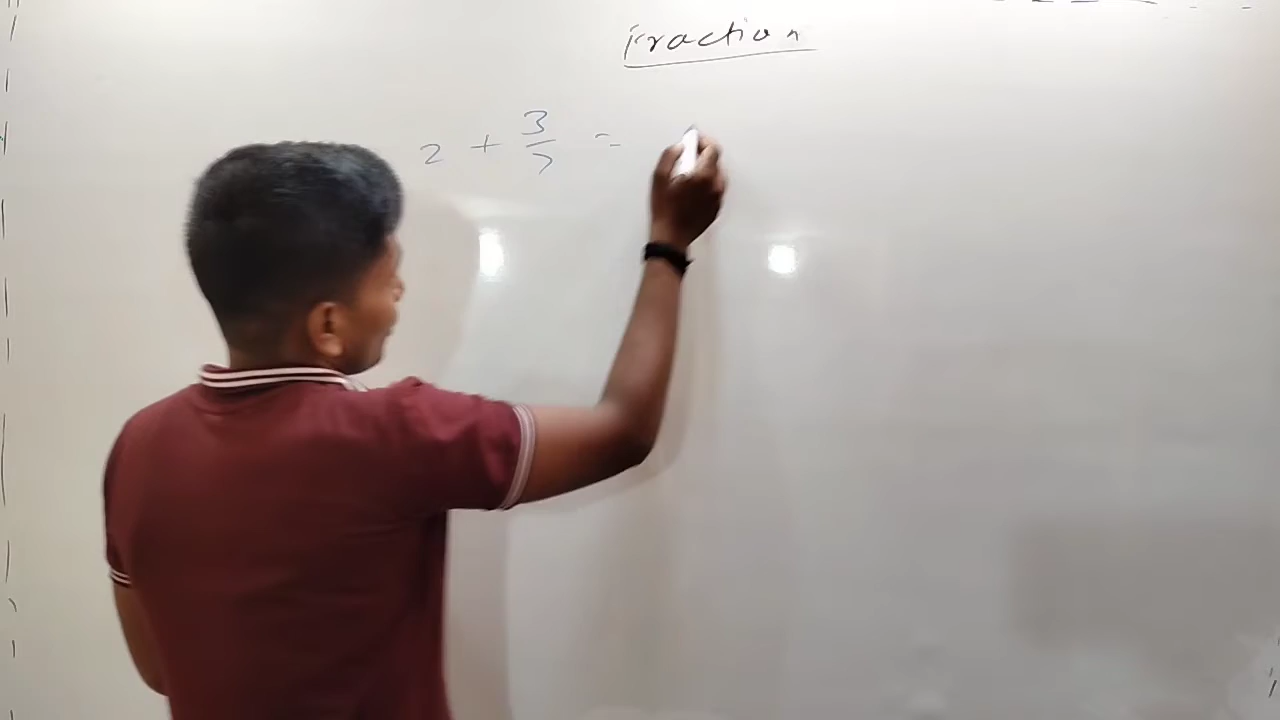 Fraction
2 + 3/7 =